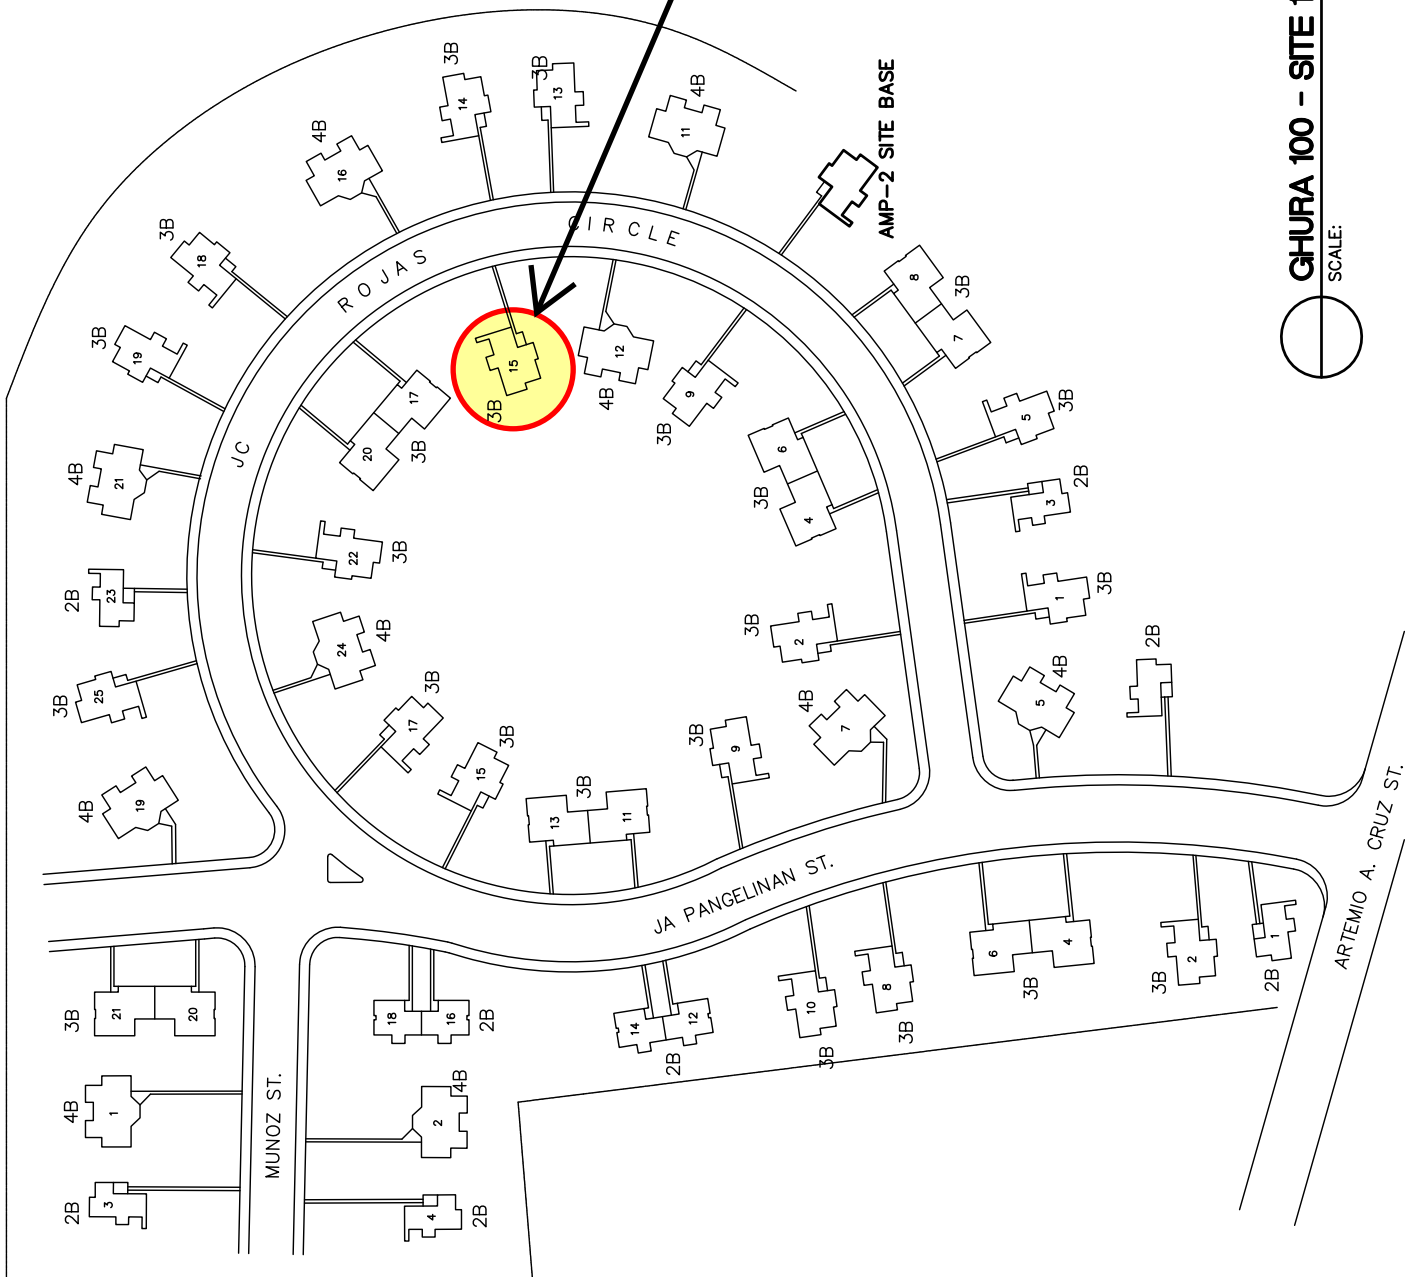 GHURA 100 - SITE 1
SCALE:
AMP-2 SITE BASE
JC ROJAS CIRCLE
JA PANGELINAN ST.
MUNOZ ST.
ARTEMIO A. CRUZ ST.
3B
14
3B
13
4B
11
4B
16
3B
18
3B
19
4B
21
2B
23
3B
25
4B
19
15
3B
12
4B
9
3B
8
7
3B
5
3B
3
2B
1
3B
2B
5
4B
17
20
3B
6
4
3B
22
3B
24
4B
17
3B
15
3B
2
3B
7
4B
9
3B
13
11
3B
21
20
3B
18
16
2B
14
12
2B
10
3B
8
3B
6
4
3B
2
3B
1
2B
1
4B
2
4B
3
2B
4
2B